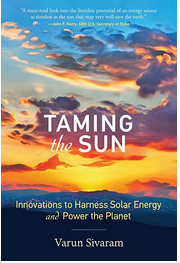 "A must-read look into the limitless potential of an energy source
as timeless as the sun that may very well save the earth."
—John F. Kerry, 68th U.S. Secretary of State
TAMING
the SUN
Innovations to Harness Solar Energy
and Power the Planet
Varun Sivaram